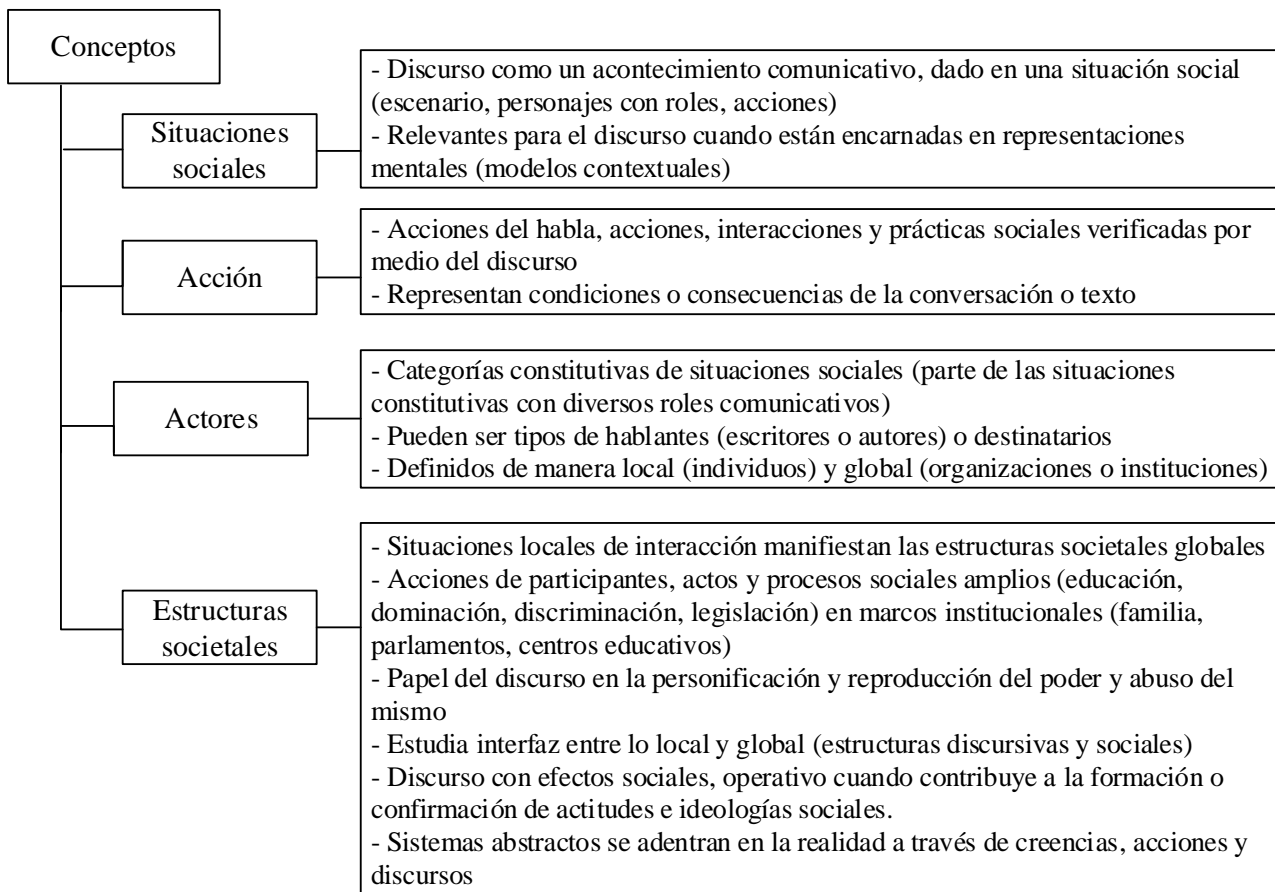 Conceptos
Situaciones
sociales
- Discurso como un acontecimiento comunicativo, dado en una situación social
(escenario, personajes con roles, acciones)
- Relevantes para el discurso cuando están encarnadas en representaciones
mentales (modelos contextuales)
Acción
- Acciones del habla, acciones, interacciones y prácticas sociales verificadas por
medio del discurso
- Representan condiciones o consecuencias de la conversación o texto
Actores
- Categorías constitutivas de situaciones sociales (parte de las situaciones
constitutivas con diversos roles comunicativos)
- Pueden ser tipos de hablantes (escritores o autores) o destinatarios
- Definidos de manera local (individuos) y global (organizaciones o instituciones)
Estructuras
societales
- Situaciones locales de interacción manifiestan las estructuras societales globales
- Acciones de participantes, actos y procesos sociales amplios (educación,
dominación, discriminación, legislación) en marcos institucionales (familia,
parlamentos, centros educativos)
- Papel del discurso en la personificación y reproducción del poder y abuso del
mismo
- Estudia interfaz entre lo local y global (estructuras discursivas y sociales)
- Discurso con efectos sociales, operativo cuando contribuye a la formación o
confirmación de actitudes e ideologías sociales.
- Sistemas abstractos se adentran en la realidad a través de creencias, acciones y
discursos